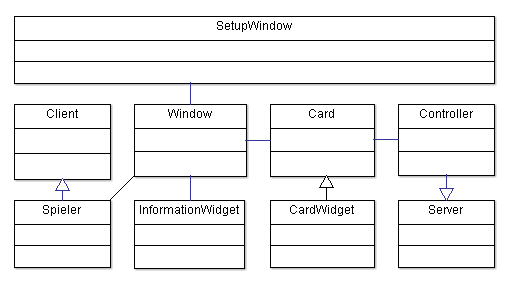 SetupWindow
Client
Window
Card
Controller
Spieler
InformationWidget
CardWidget
Server